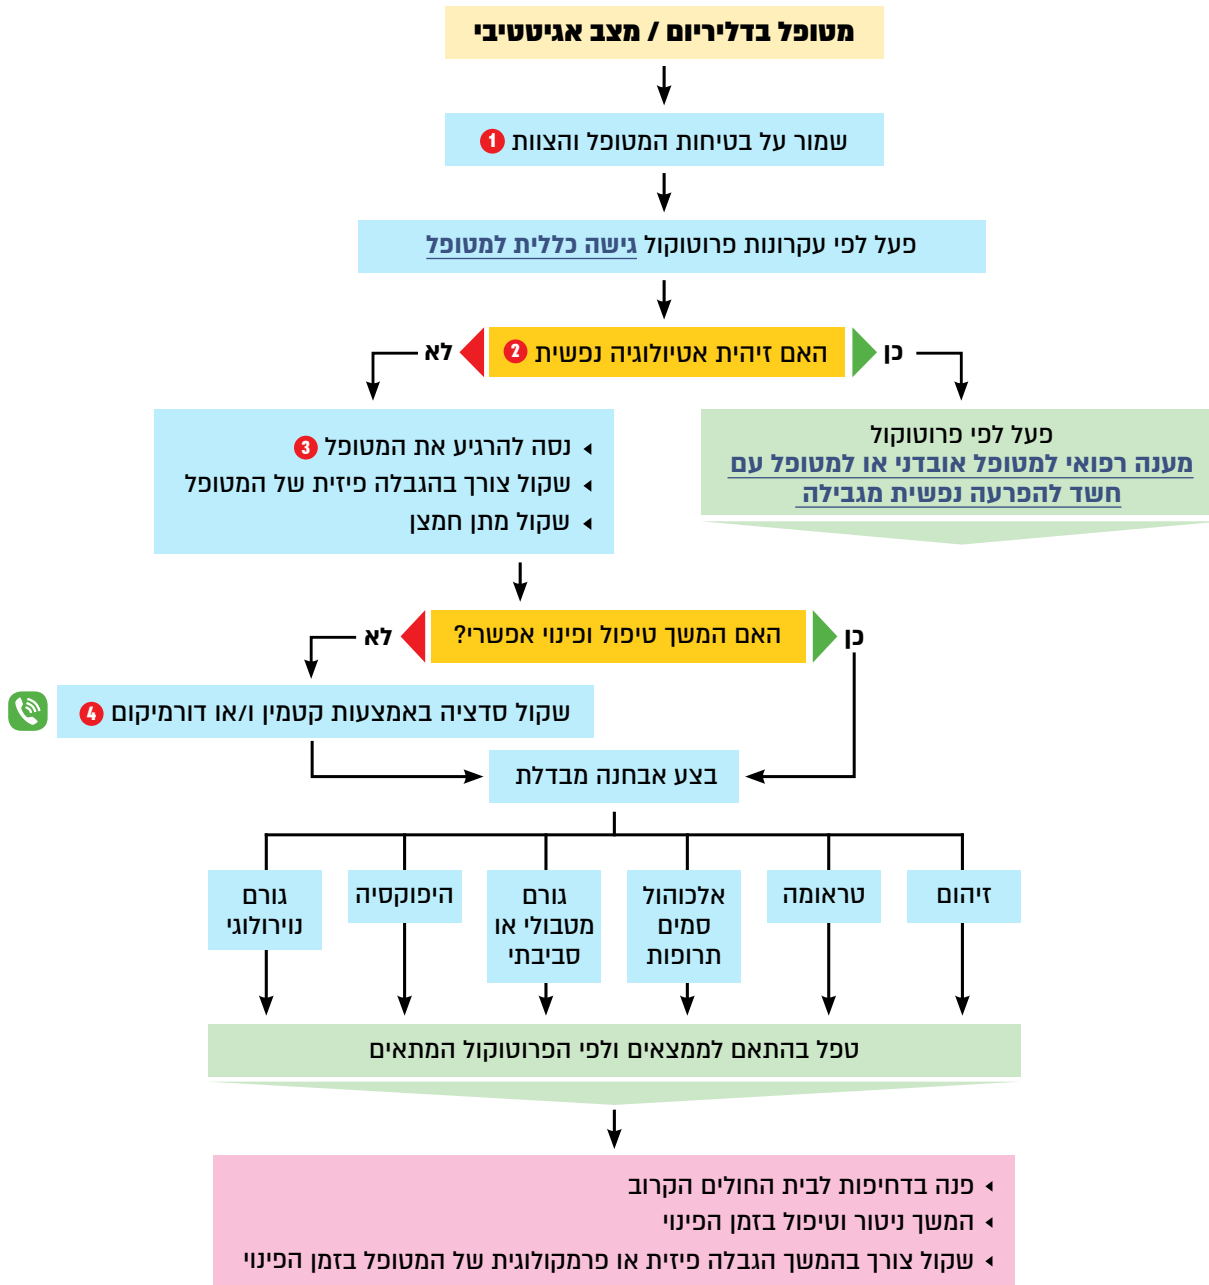 מטופל בדליריום / מצב אגיטטיבי
שמור על בטיחות המטופל והצוות 1
פעל לפי עקרונות פרוטוקול גישה כללית למטופל
האם זיהית אטיולוגיה נפשית 2
כן
לא
פעל לפי פרוטוקול
מענה רפואי למטופל אובדני או למטופל עם
חשד להפרעה נפשית מגבילה
נסה להרגיע את המטופל 3
שקול צורך בהגבלה פיזית של המטופל
שקול מתן חמצן
האם המשך טיפול ופינוי אפשרי?
כן
לא
שקול סדציה באמצעות קטמין ו/או דורמיקום 4
בצע אבחנה מבדלת
זיהום
טראומה
אלכוהול
סמים
תרופות
גורם
מטבולי או
סביבתי
היפוקסיה
גורם
נוירולוגי
טפל בהתאם לממצאים ולפי הפרוטוקול המתאים
פנה בדחיפות לבית החולים הקרוב
המשך ניטור וטיפול בזמן הפינוי
שקול צורך בהמשך הגבלה פיזית או פרמקולוגית של המטופל בזמן הפינוי